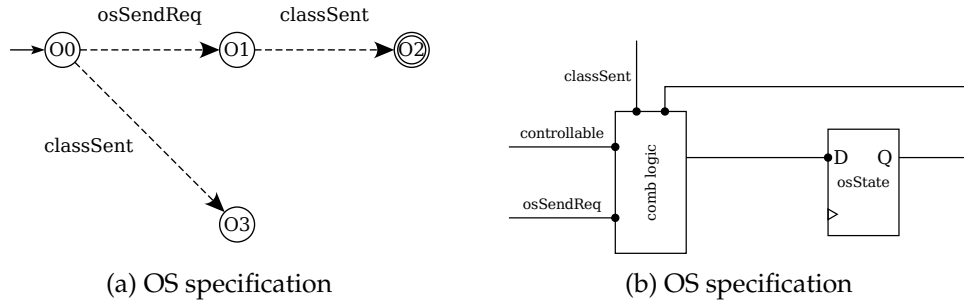 osSendReq
classSent
O0
O1
O2
classSent
O3
(a) OS specification
classSent
controllable
comb logic
D
Q
osState
osSendReq
(b) OS specification